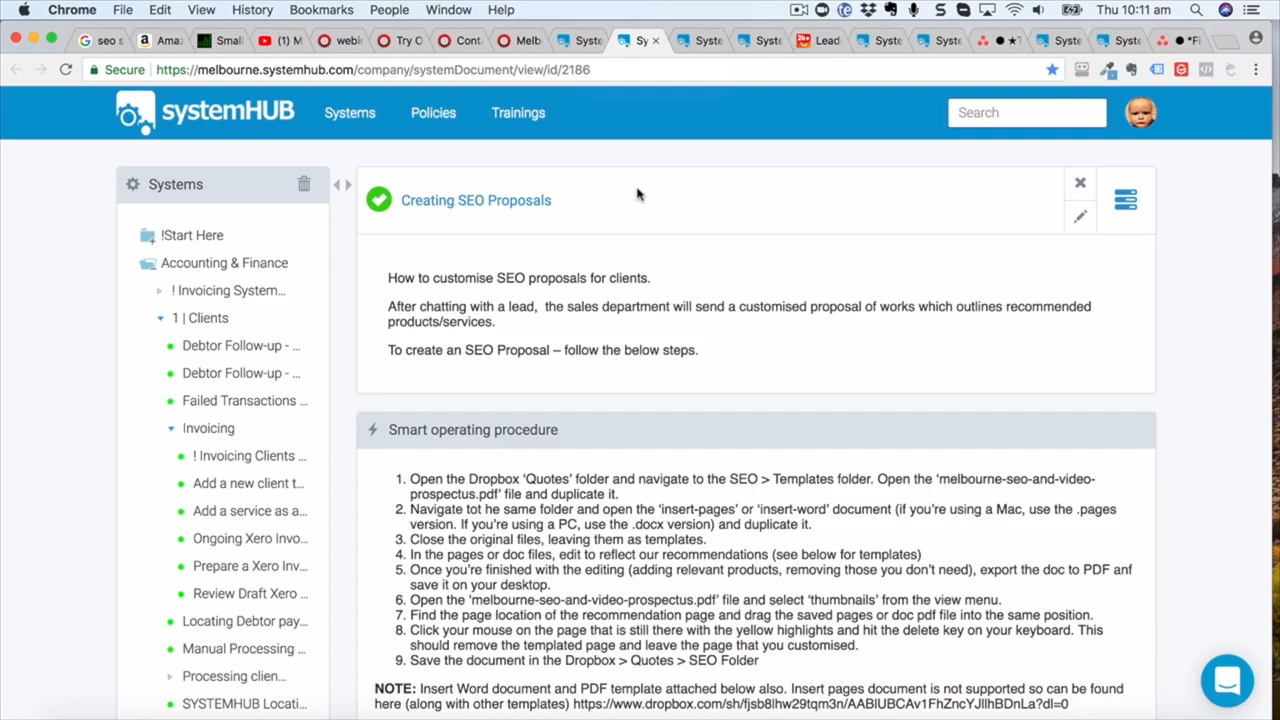 Chrome File Edit View History Bookmarks People Window Help Thu 10:11 am
seo s Amaz Small (1) M webin Try C Cont Melb Syste Sy Syste Syste Lead Syste Syste Syste Syste
Secure https://melbourne.systemhub.com/company/systemDocument/view/id/2186
systemHUB Systems Policies Trainings Search
Systems
!Start Here
Accounting & Finance
! Invoicing System...
1 | Clients
Debtor Follow-up - ...
Debtor Follow-up - ...
Failed Transactions ...
Invoicing
! Invoicing Clients ...
Add a new client t...
Add a service as a...
Ongoing Xero Invo...
Prepare a Xero Inv...
Review Draft Xero ...
Locating Debtor pay...
Manual Processing ...
Processing clien...
SYSTEMHUB Locati...
Creating SEO Proposals
How to customise SEO proposals for clients.
After chatting with a lead, the sales department will send a customised proposal of works which outlines recommended
products/services.
To create an SEO Proposal – follow the below steps.
Smart operating procedure
1. Open the Dropbox ‘Quotes’ folder and navigate to the SEO > Templates folder. Open the ‘melbourne-seo-and-video-
prospectus.pdf’ file and duplicate it.
2. Navigate tot he same folder and open the ‘insert-pages’ or ‘insert-word’ document (if you’re using a Mac, use the .pages
version. If you’re using a PC, use the .docx version) and duplicate it.
3. Close the original files, leaving them as templates.
4. In the pages or doc files, edit to reflect our recommendations (see below for templates)
5. Once you’re finished with the editing (adding relevant products, removing those you don’t need), export the doc to PDF anf
save it on your desktop.
6. Open the ‘melbourne-seo-and-video-prospectus.pdf’ file and select ‘thumbnails’ from the view menu.
7. Find the page location of the recommendation page and drag the saved pages or doc pdf file into the same position.
8. Click your mouse on the page that is still there with the yellow highlights and hit the delete key on your keyboard. This
should remove the templated page and leave the page that you customised.
9. Save the document in the Dropbox > Quotes > SEO Folder
NOTE: Insert Word document and PDF template attached below also. Insert pages document is not supported so can be found
here (along with other templates)